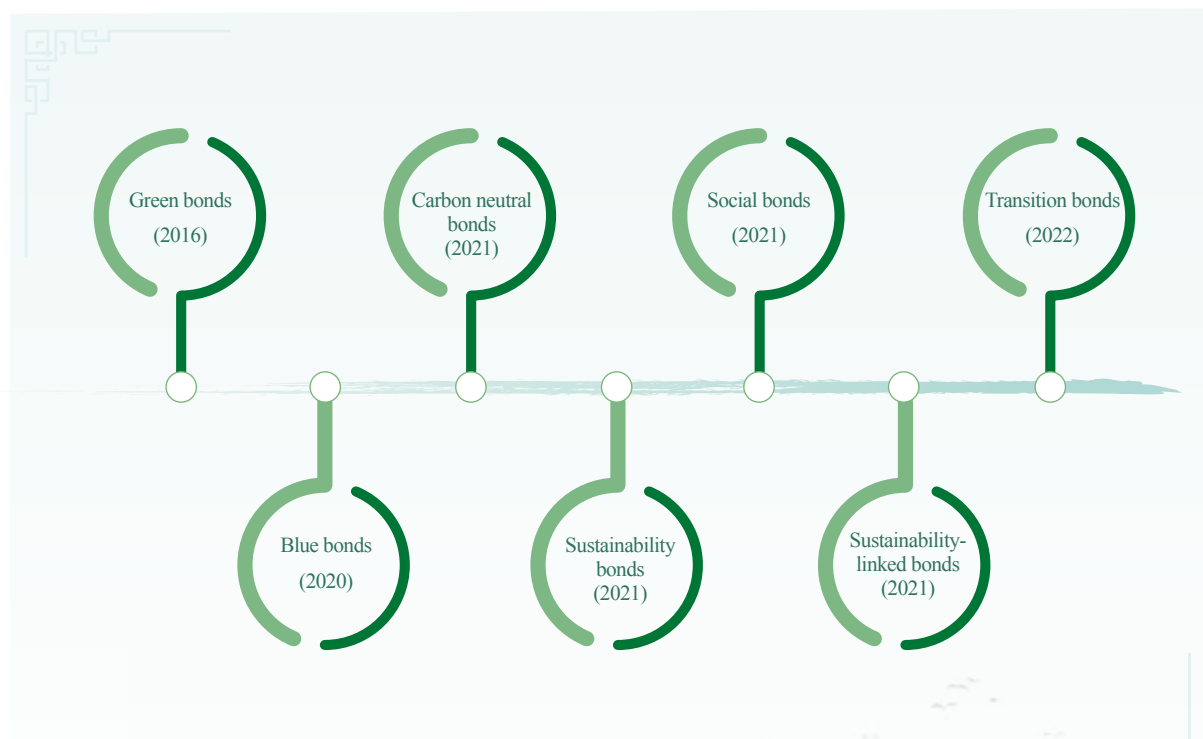 Green bonds
(2016)
Carbon neutral
bonds
(2021)
Social bonds
(2021)
Transition bonds
(2022)
Blue bonds
(2020)
Sustainability
bonds
(2021)
Sustainability-
linked bonds
(2021)